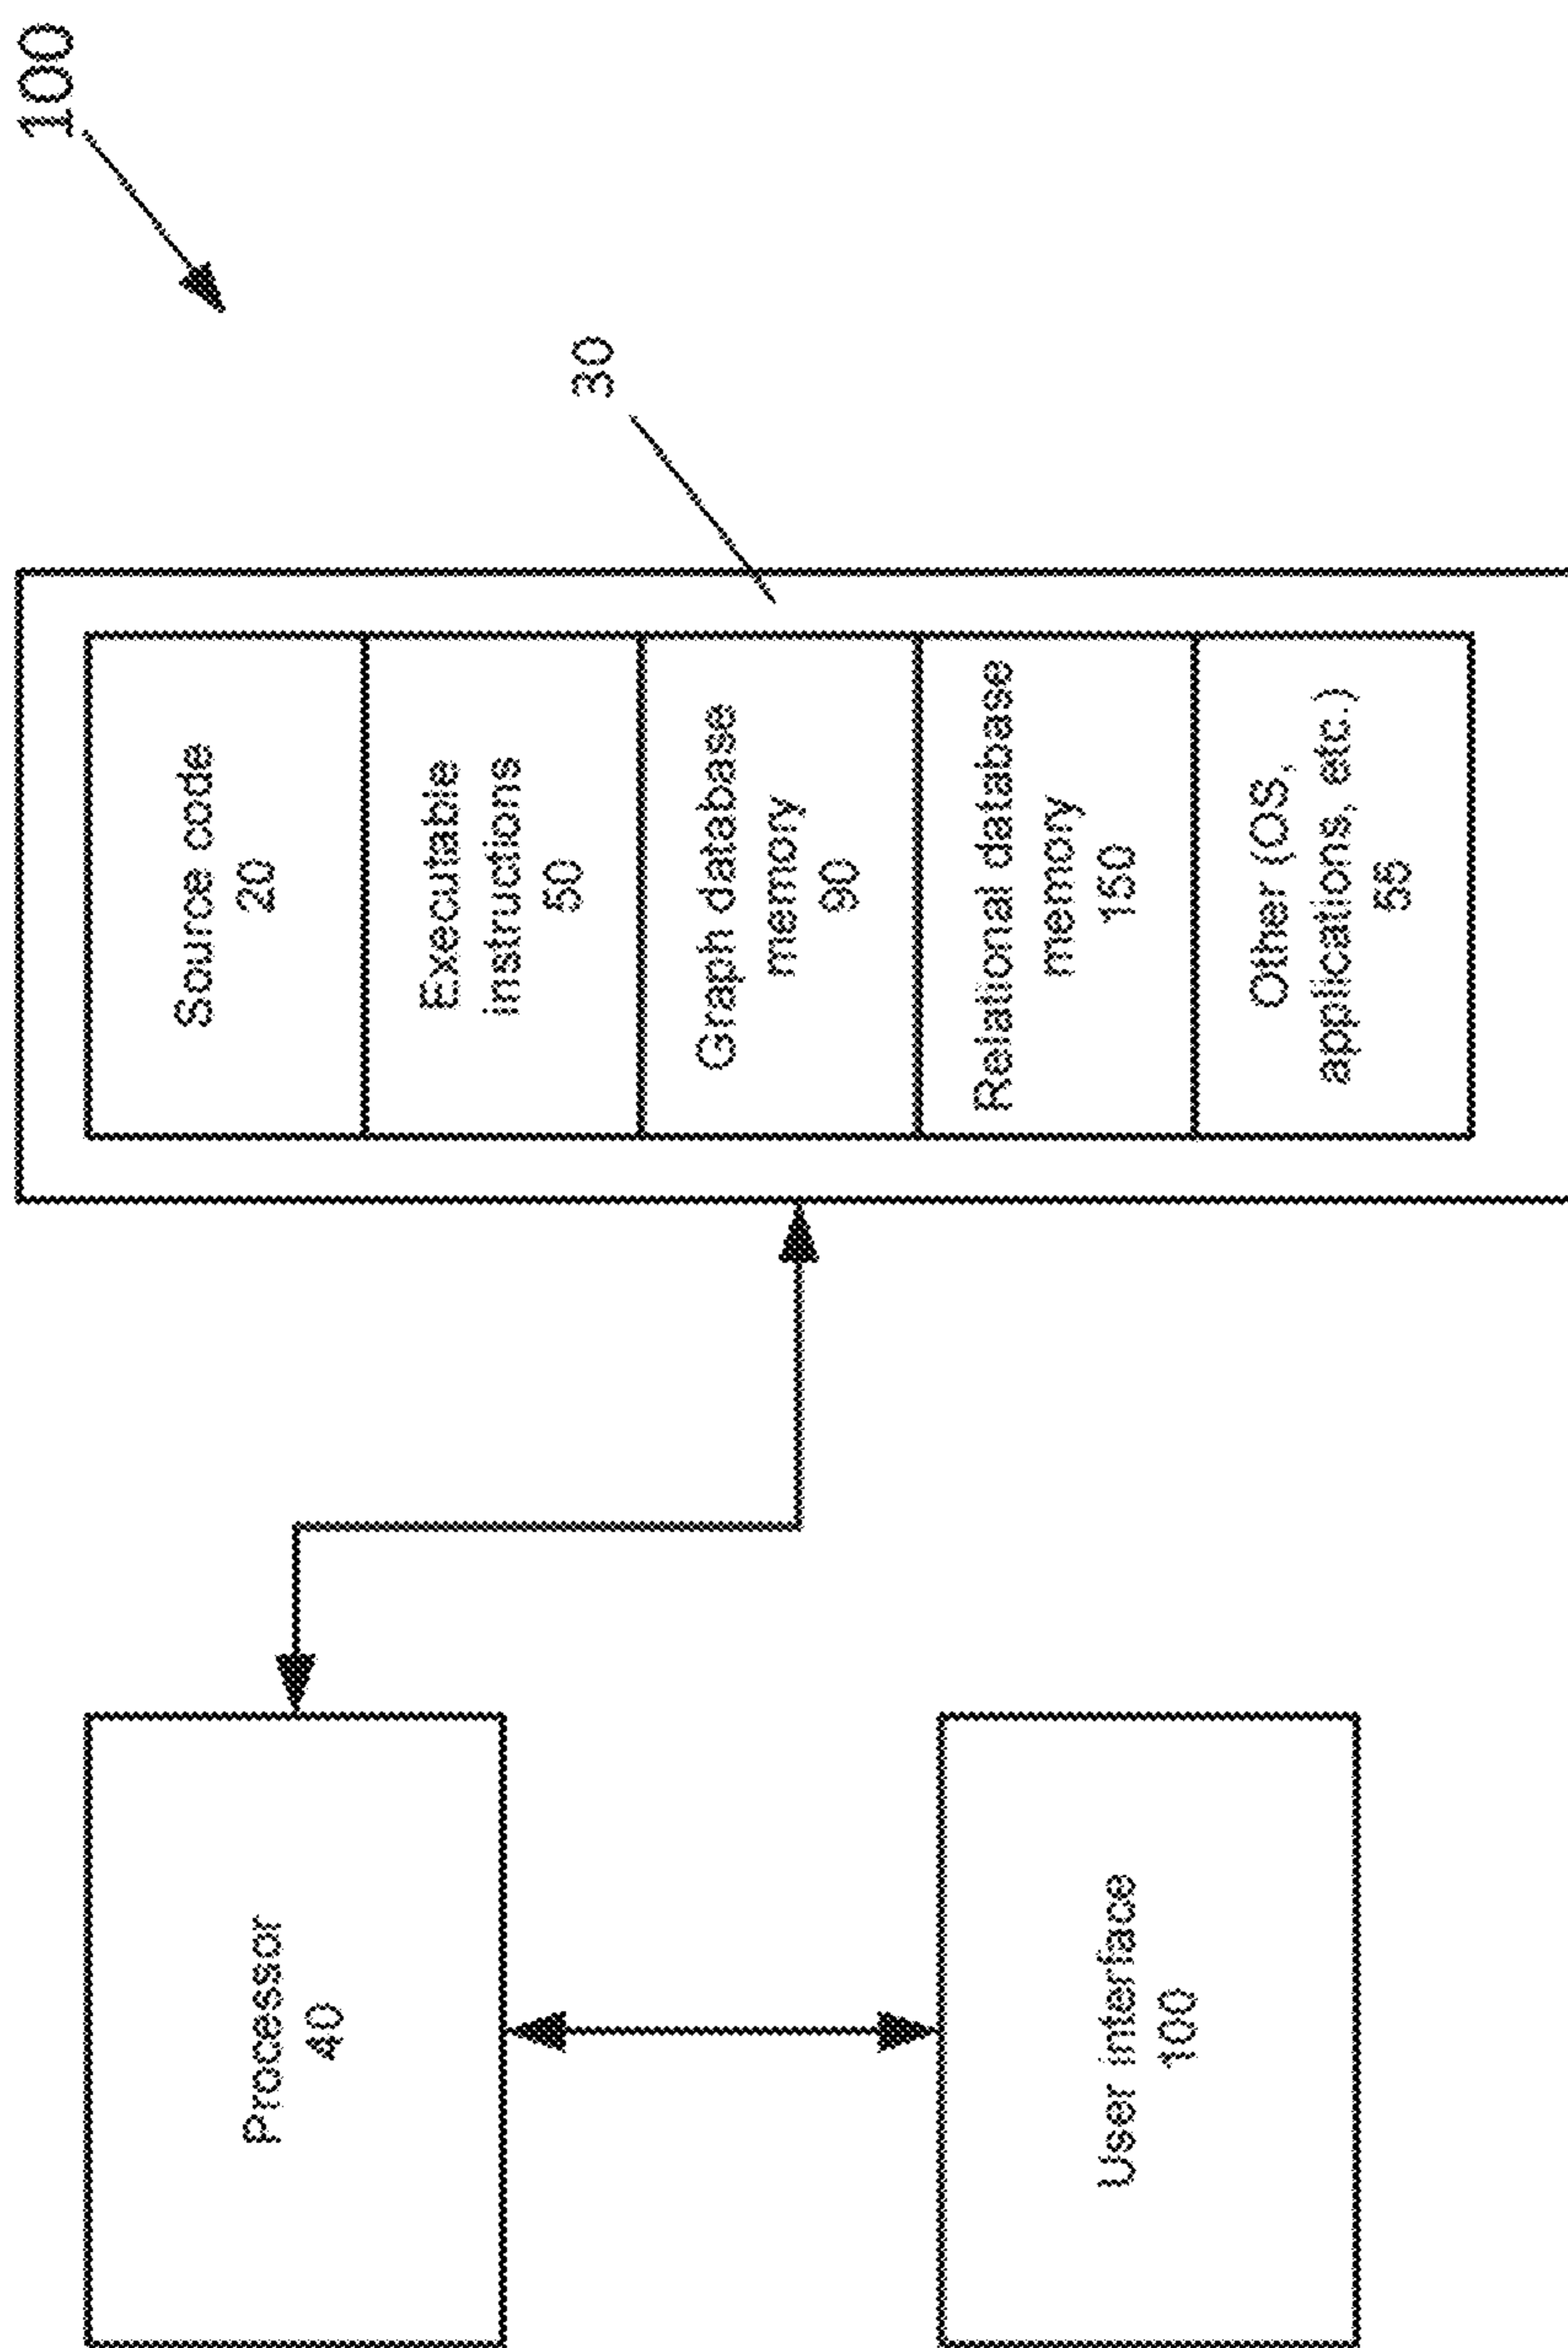 100
Processor
40
User interface
100
Source code
20
Executable
instructions
50
Graph database
memory
90
Relational database
memory
150
Other (OS,
applications, etc.)
55
30